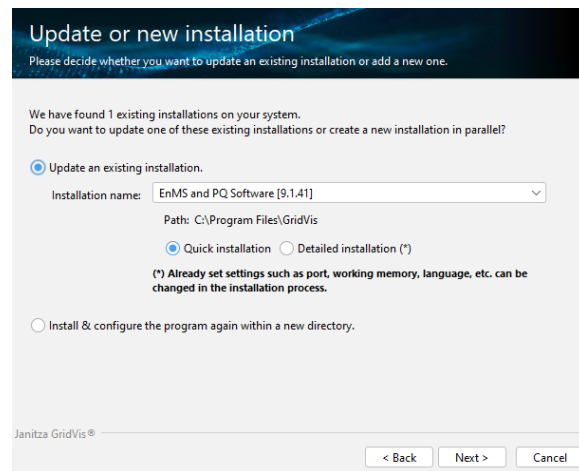 Update or new installation
Please decide whether you want to update an existing installation or add a new one.
We have found 1 existing installations on your system.
Do you want to update one of these existing installations or create a new installation in parallel?
Update an existing installation.
Installation name: EnMS and PQ Software [9.1.41]
Path: C:\Program Files\GridVis
Quick installation Detailed installation (*)
(*) Already set settings such as port, working memory, language, etc. can be
changed in the installation process.
Install & configure the program again within a new directory.
Janitza GridVis®
< Back Next > Cancel